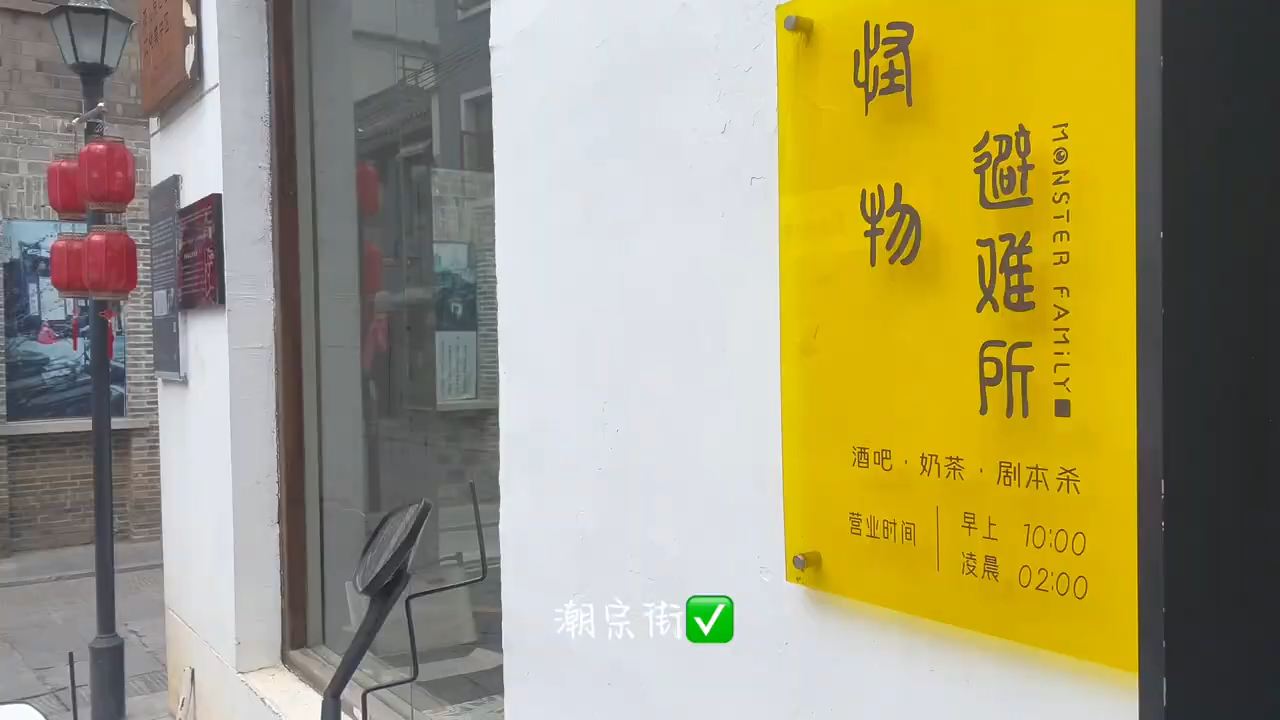 怪物
避难所
MONSTER FAMILY
酒吧·奶茶·剧本杀
营业时间
早上 10:00
凌晨 02:00
潮宗街✅